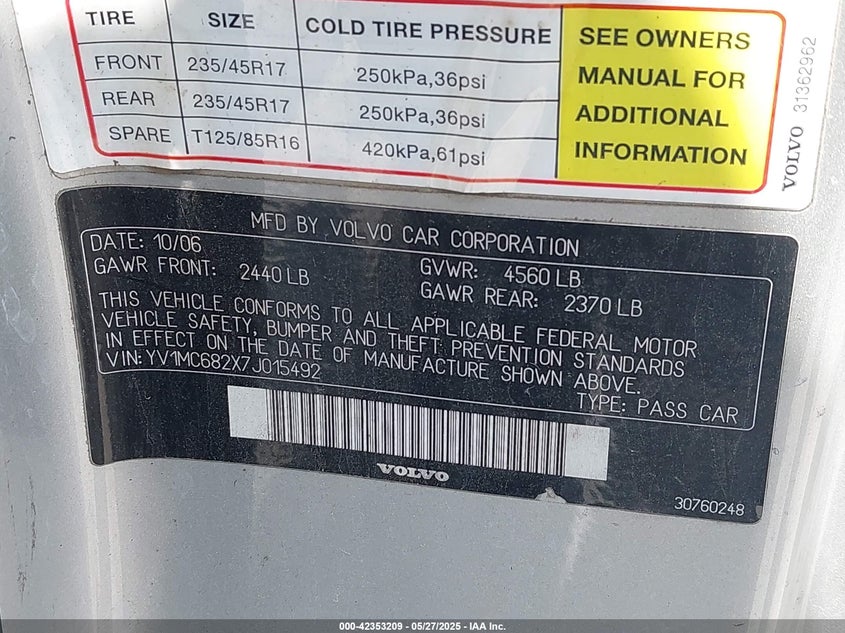 TIRE SIZE COLD TIRE PRESSURE
FRONT 235/45R17 250kPa,36psi
REAR 235/45R17 250kPa,36psi
SPARE T125/85R16 420kPa,61psi
SEE OWNERS
MANUAL FOR
ADDITIONAL
INFORMATION
VOLVO 31362962
MFD BY VOLVO CAR CORPORATION
DATE: 10/06 GVWR: 4560 LB
GAWR FRONT: 2440 LB GAWR REAR: 2370 LB
THIS VEHICLE CONFORMS TO ALL APPLICABLE FEDERAL MOTOR
VEHICLE SAFETY, BUMPER AND THEFT PREVENTION STANDARDS
IN EFFECT ON THE DATE OF MANUFACTURE SHOWN ABOVE.
VIN: YV1MC682X7J015492 TYPE: PASS CAR
VOLVO
30760248
000-42353209 - 05/27/2025 - IAA Inc.